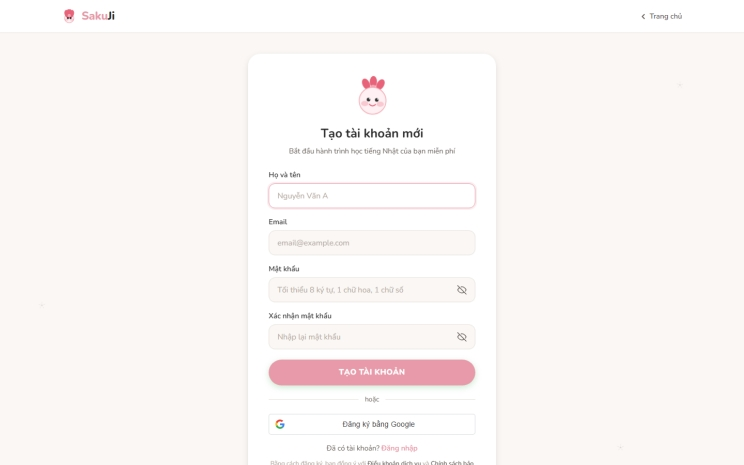 SakuJi
Trang chủ
Tạo tài khoản mới
Bắt đầu hành trình học tiếng Nhật của bạn miễn phí
Họ và tên
Nguyễn Văn A
Email
email@example.com
Mật khẩu
Tối thiểu 8 ký tự, 1 chữ hoa, 1 chữ số
Xác nhận mật khẩu
Nhập lại mật khẩu
TẠO TÀI KHOẢN
hoặc
Đăng ký bằng Google
Đã có tài khoản? Đăng nhập
Bằng cách đăng ký, bạn đồng ý với Điều khoản dịch vụ và Chính sách bảo